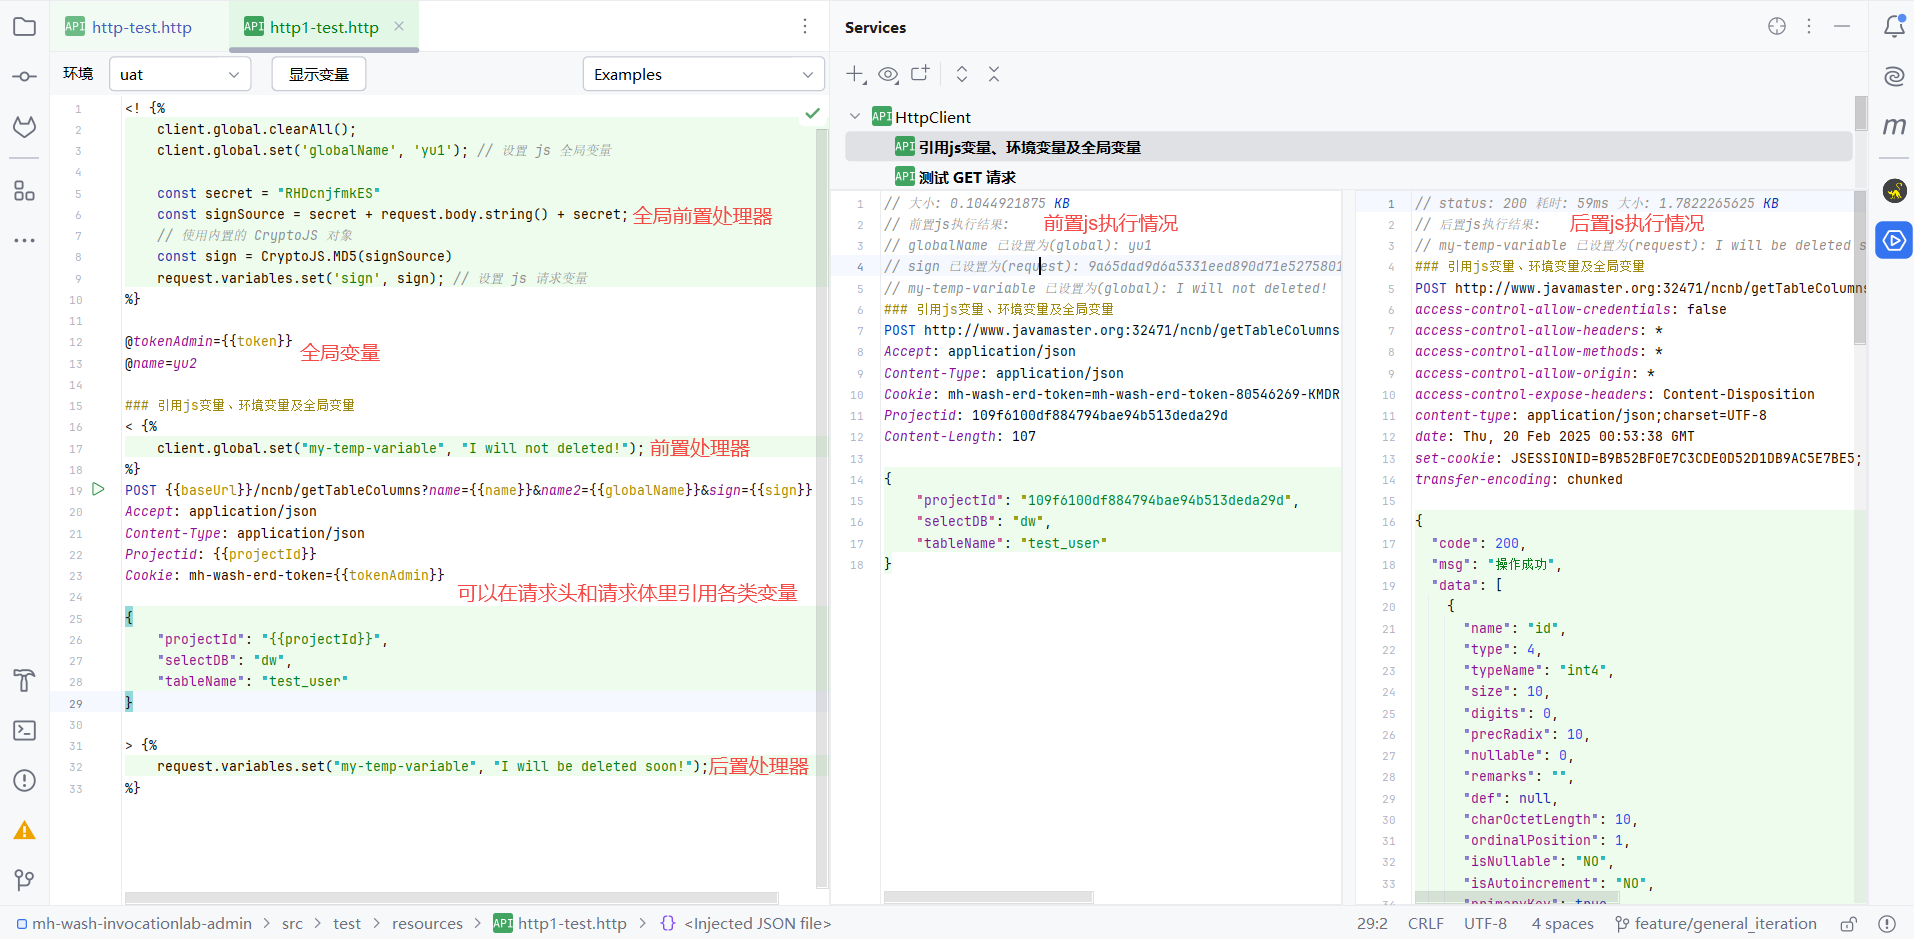 API http-test.http
API http1-test.http
环境
uat
显示变量
Examples
1 <! {%
2 client.global.clearAll();
3 client.global.set('globalName', 'yu1'); // 设置 js 全局变量
4
5 const secret = "RHDcnjfmkES"
6 const signSource = secret + request.body.string() + secret; 全局前置处理器
7 // 使用内置的 CryptoJS 对象
8 const sign = CryptoJS.MD5(signSource)
9 request.variables.set('sign', sign); // 设置 js 请求变量
10 %}
11
12 @tokenAdmin={{token}}
全局变量
13 @name=yu2
14
15 ### 引用js变量、环境变量及全局变量
16 < {%
17 client.global.set("my-temp-variable", "I will not deleted!"); 前置处理器
18 %}
19 POST {{baseUrl}}/ncnb/getTableColumns?name={{name}}&name2={{globalName}}&sign={{sign}}
20 Accept: application/json
21 Content-Type: application/json
22 Projectid: {{projectId}}
23 Cookie: mh-wash-erd-token={{tokenAdmin}}
24 可以在请求头和请求体里引用各类变量
25 {
26 "projectId": "{{projectId}}",
27 "selectDB": "dw",
28 "tableName": "test_user"
29 }
30
31 > {%
32 request.variables.set("my-temp-variable", "I will be deleted soon!"); 后置处理器
33 %}
Services
API HttpClient
API 引用js变量、环境变量及全局变量
API 测试 GET 请求
1 // 大小: 0.1044921875 KB
2 // 前置js执行结果: 前置js执行情况
3 // globalName 已设置为(global): yu1
4 // sign 已设置为(request): 9a65dad9d6a5331eed890d71e5275801
5 // my-temp-variable 已设置为(global): I will not deleted!
6 ### 引用js变量、环境变量及全局变量
7 POST http://www.javamaster.org:32471/ncnb/getTableColumns
8 Accept: application/json
9 Content-Type: application/json
10 Cookie: mh-wash-erd-token=mh-wash-erd-token-80546269-KMDR
11 Projectid: 109f6100df884794bae94b513deda29d
12 Content-Length: 107
13
14 {
15 "projectId": "109f6100df884794bae94b513deda29d",
16 "selectDB": "dw",
17 "tableName": "test_user"
18 }
1 // status: 200 耗时: 59ms 大小: 1.7822265625 KB
2 // 后置js执行结果: 后置js执行情况
3 // my-temp-variable 已设置为(request): I will be deleted s
4 ### 引用js变量、环境变量及全局变量
5 POST http://www.javamaster.org:32471/ncnb/getTableColumns
6 access-control-allow-credentials: false
7 access-control-allow-headers: *
8 access-control-allow-methods: *
9 access-control-allow-origin: *
10 access-control-expose-headers: Content-Disposition
11 content-type: application/json;charset=UTF-8
12 date: Thu, 20 Feb 2025 00:53:38 GMT
13 set-cookie: JSESSIONID=B9B52BF0E7C3CDE0D52D1DB9AC5E7BE5;
14 transfer-encoding: chunked
15
16 {
17 "code": 200,
18 "msg": "操作成功",
19 "data": [
20 {
21 "name": "id",
22 "type": 4,
23 "typeName": "int4",
24 "size": 10,
25 "digits": 0,
26 "precRadix": 10,
27 "nullable": 0,
28 "remarks": "",
29 "def": null,
30 "charOctetLength": 10,
31 "ordinalPosition": 1,
32 "isNullable": "NO",
33 "isAutoincrement": "NO",
mh-wash-invocationlab-admin > src > test > resources > API http1-test.http > {} <Injected JSON file>
29:2 CRLF UTF-8 4 spaces feature/general_iteration